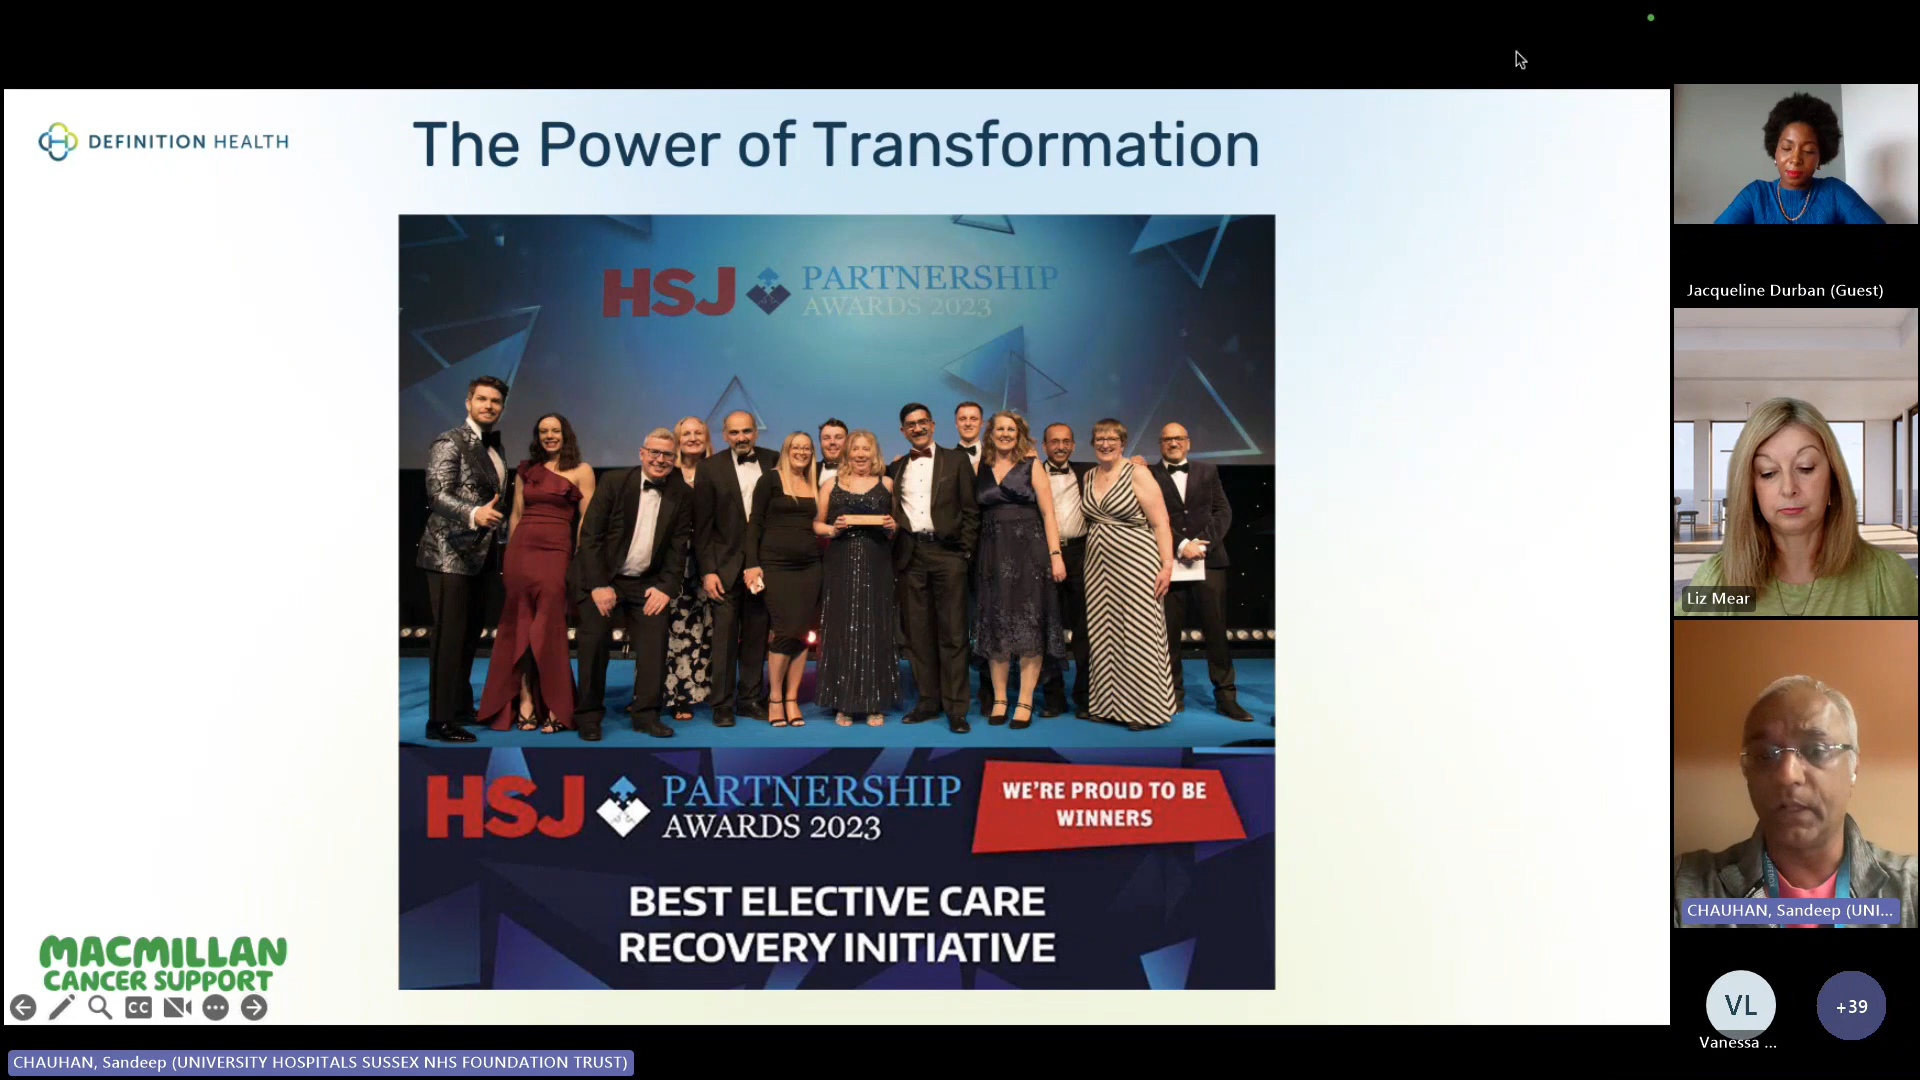 DEFINITION HEALTH
The Power of Transformation
HSJ PARTNERSHIP
AWARDS 2023
HSJ PARTNERSHIP
AWARDS 2023
WE'RE PROUD TO BE
WINNERS
BEST ELECTIVE CARE
RECOVERY INITIATIVE
MACMILLAN
CANCER SUPPORT
CC
CHAUHAN, Sandeep (UNIVERSITY HOSPITALS SUSSEX NHS FOUNDATION TRUST)
Jacqueline Durban (Guest)
Liz Mear
CHAUHAN, Sandeep (UNI...
VL
+39
Vanessa ...